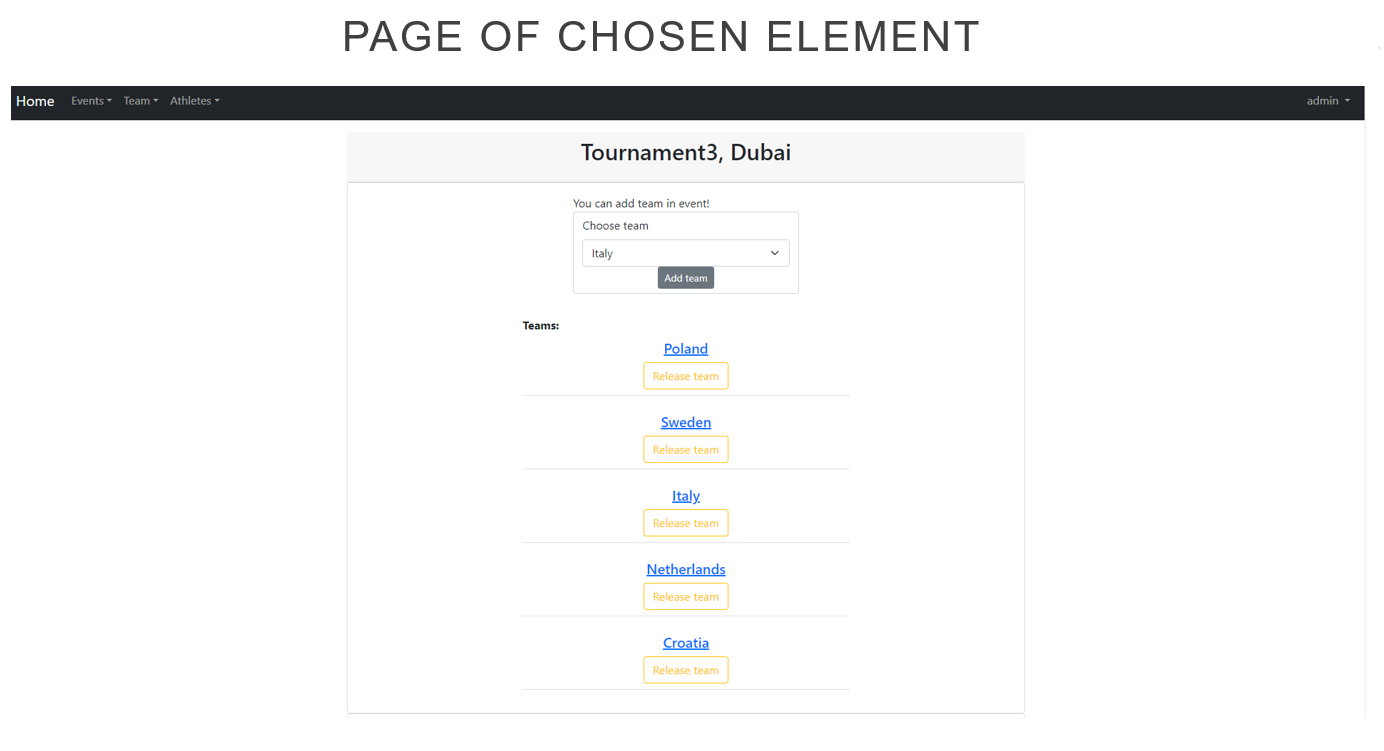 PAGE OF CHOSEN ELEMENT
Home Events Team Athletes admin
Tournament3, Dubai
You can add team in event!
Choose team
Italy
Add team
Teams:
Poland
Release team
Sweden
Release team
Italy
Release team
Netherlands
Release team
Croatia
Release team